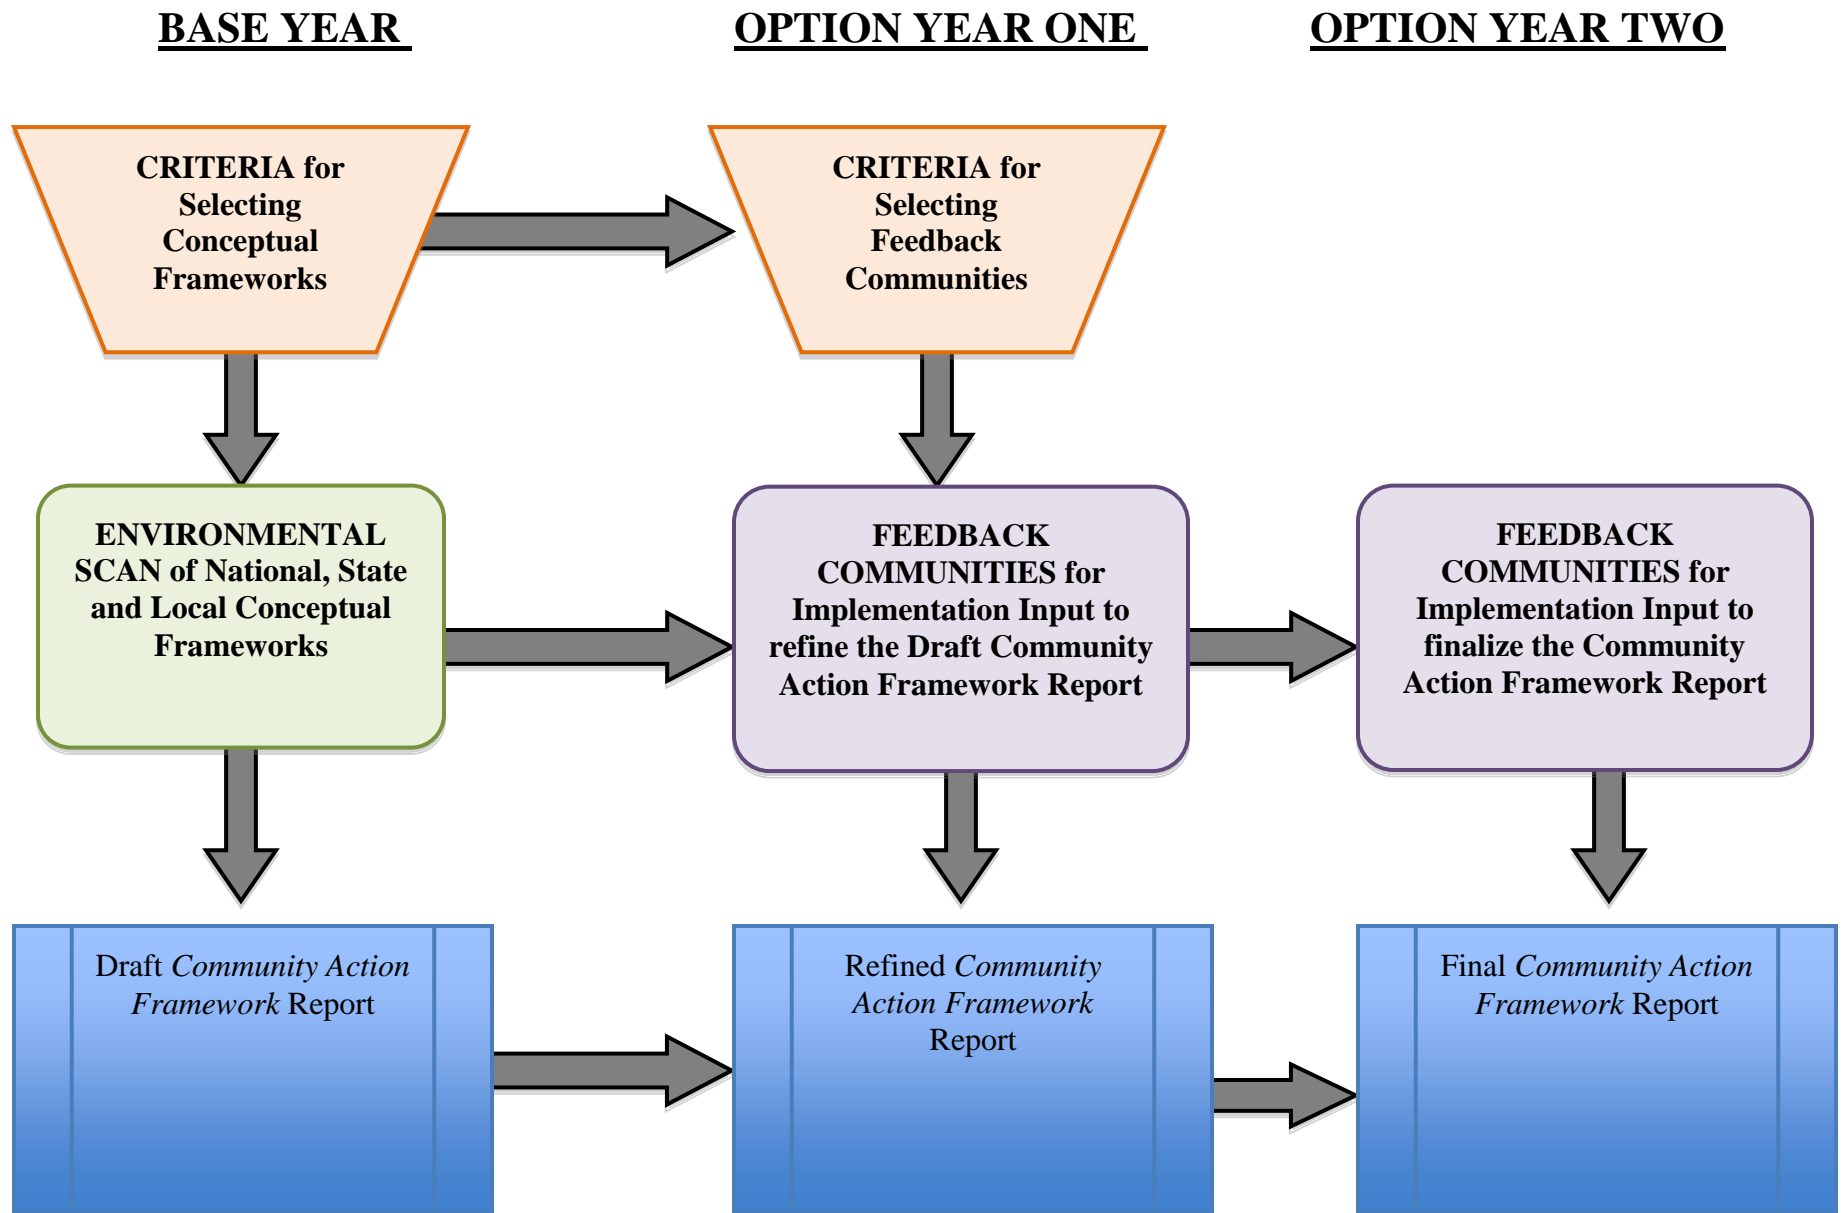 BASE YEAR
OPTION YEAR ONE
OPTION YEAR TWO
CRITERIA for
Selecting
Conceptual
Frameworks
CRITERIA for
Selecting
Feedback
Communities
ENVIRONMENTAL
SCAN of National, State
and Local Conceptual
Frameworks
FEEDBACK
COMMUNITIES for
Implementation Input to
refine the Draft Community
Action Framework Report
FEEDBACK
COMMUNITIES for
Implementation Input to
finalize the Community
Action Framework Report
Draft Community Action
Framework Report
Refined Community
Action Framework
Report
Final Community Action
Framework Report